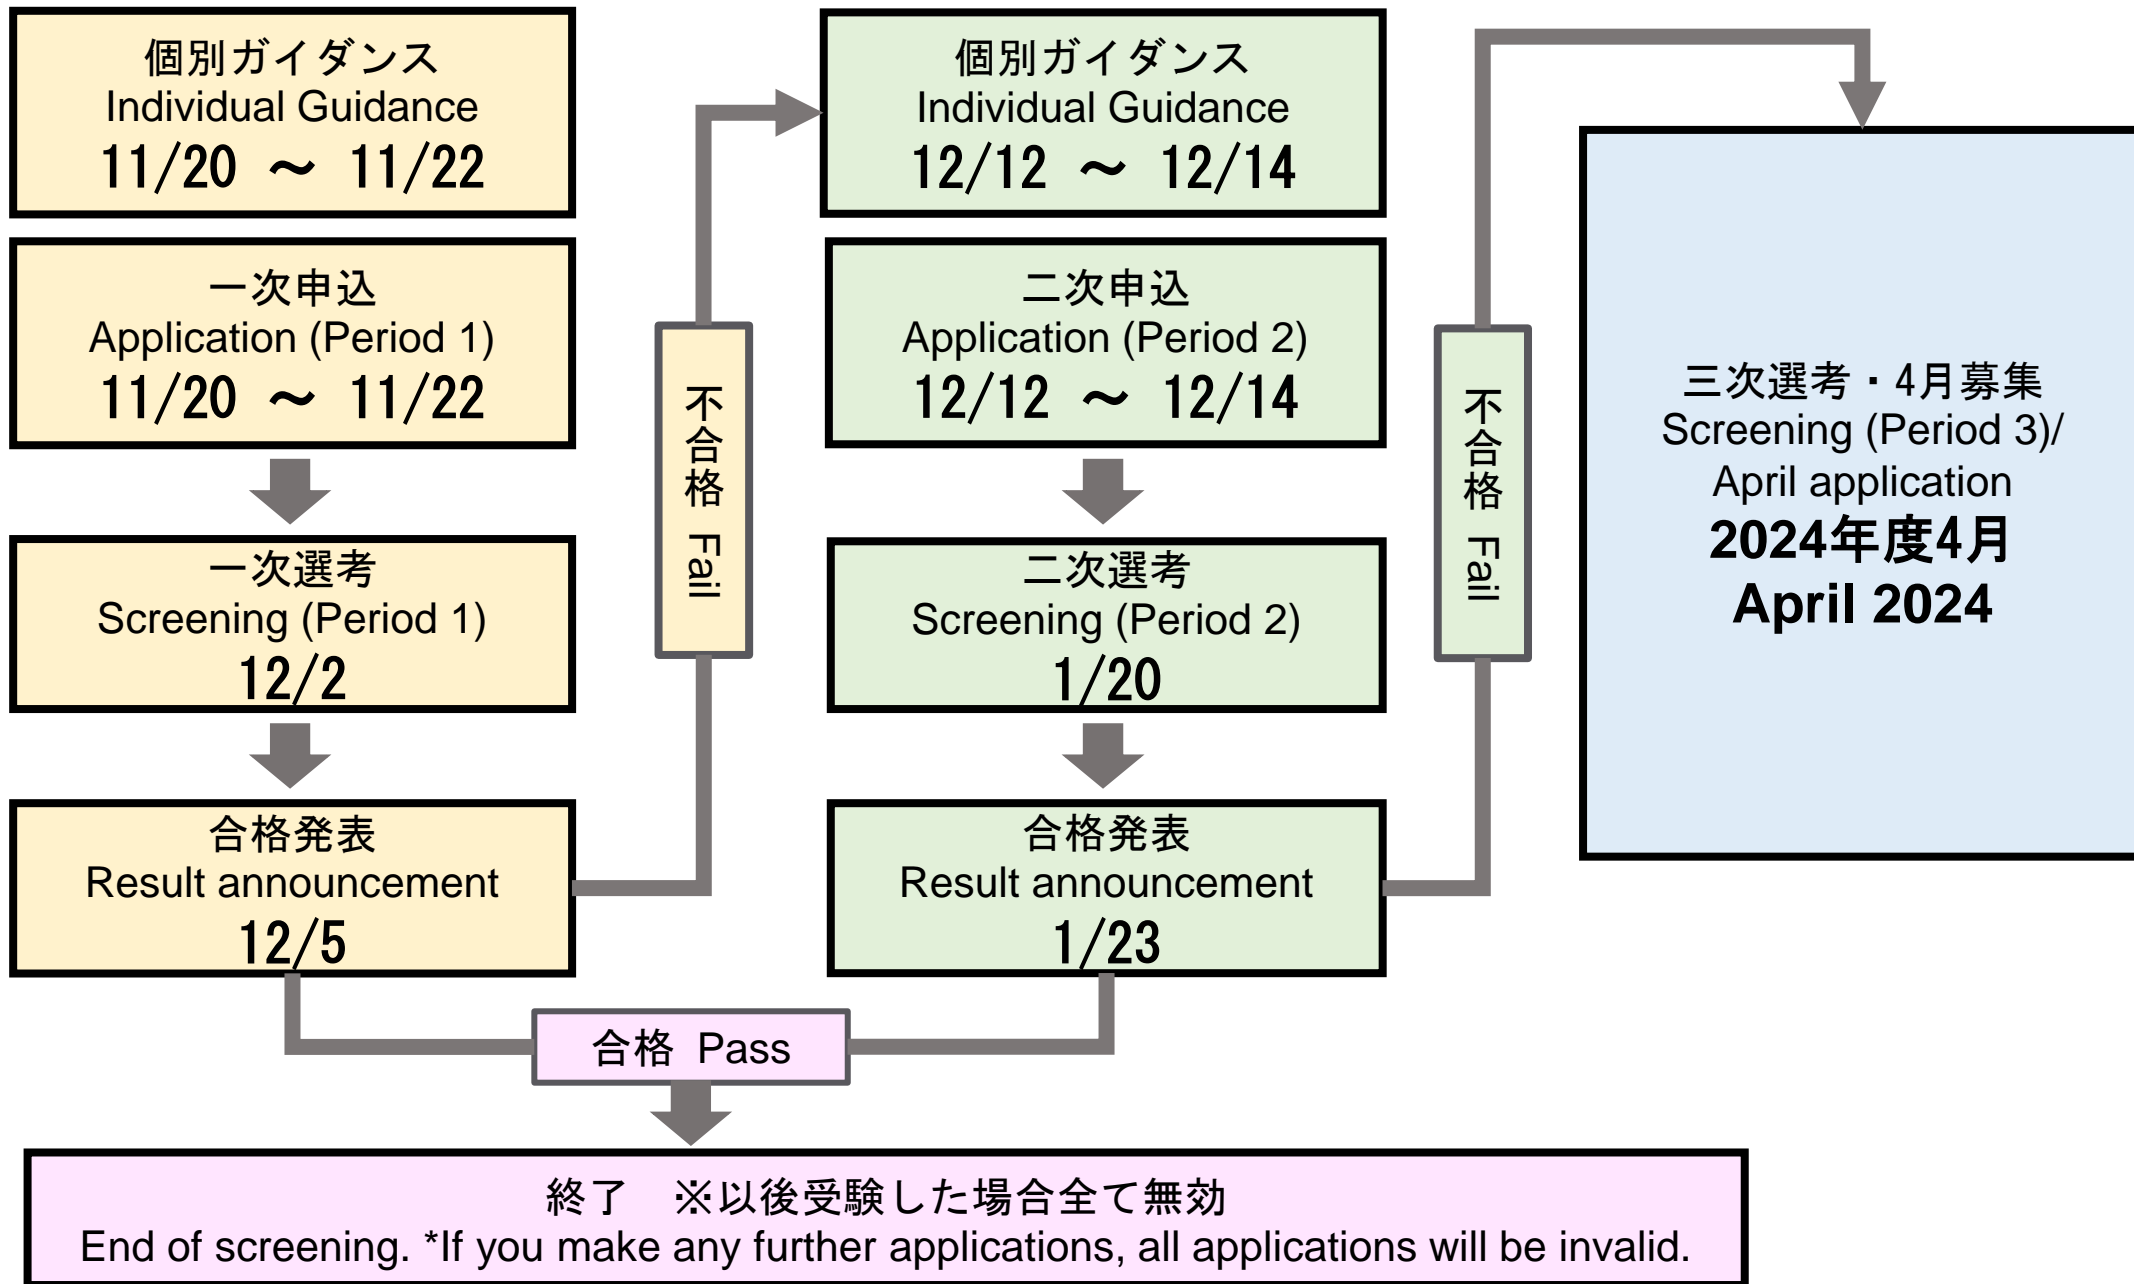 個別ガイダンス
Individual Guidance
11/20 ～ 11/22
一次申込
Application (Period 1)
11/20 ～ 11/22
一次選考
Screening (Period 1)
12/2
合格発表
Result announcement
12/5
不合格 Fail
個別ガイダンス
Individual Guidance
12/12 ～ 12/14
二次申込
Application (Period 2)
12/12 ～ 12/14
二次選考
Screening (Period 2)
1/20
合格発表
Result announcement
1/23
不合格 Fail
三次選考・4月募集
Screening (Period 3)/
April application
2024年度4月
April 2024
合格 Pass
終了　※以後受験した場合全て無効
End of screening. *If you make any further applications, all applications will be invalid.